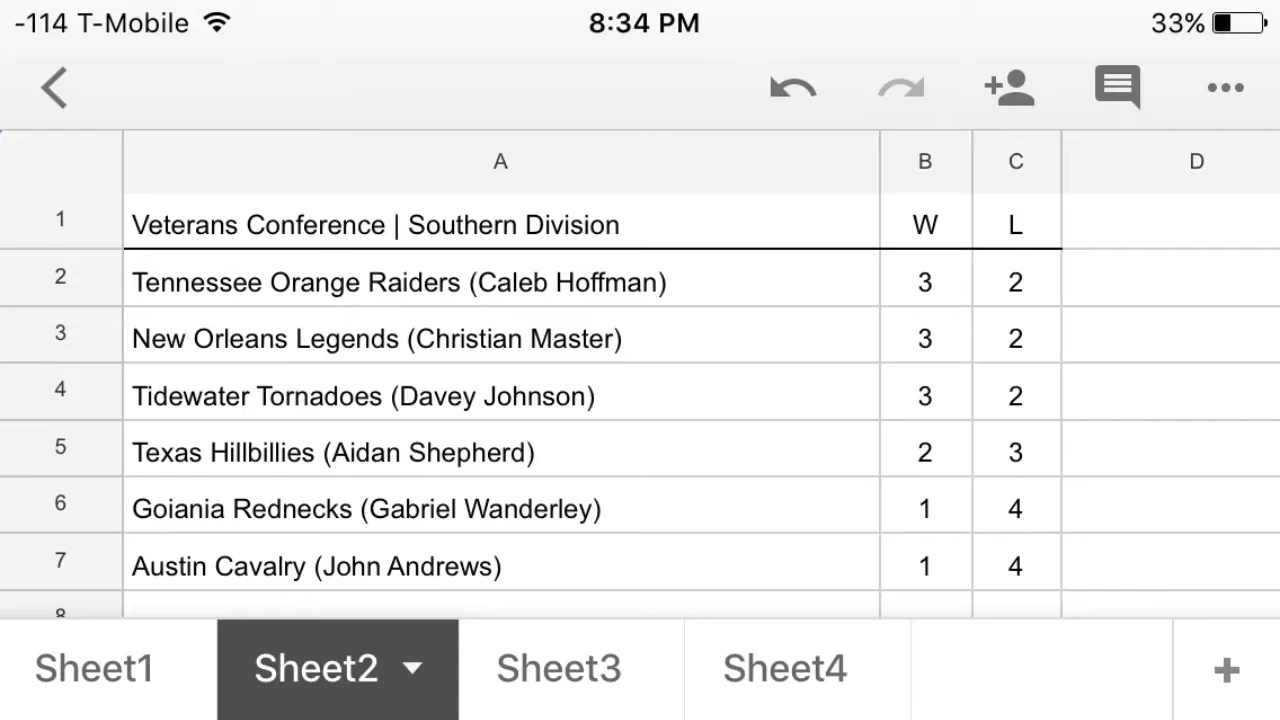 -114 T-Mobile 8:34 PM 33%
A B C D
1 Veterans Conference | Southern Division W L
2 Tennessee Orange Raiders (Caleb Hoffman) 3 2
3 New Orleans Legends (Christian Master) 3 2
4 Tidewater Tornadoes (Davey Johnson) 3 2
5 Texas Hillbillies (Aidan Shepherd) 2 3
6 Goiania Rednecks (Gabriel Wanderley) 1 4
7 Austin Cavalry (John Andrews) 1 4
8
Sheet1 Sheet2 Sheet3 Sheet4 +